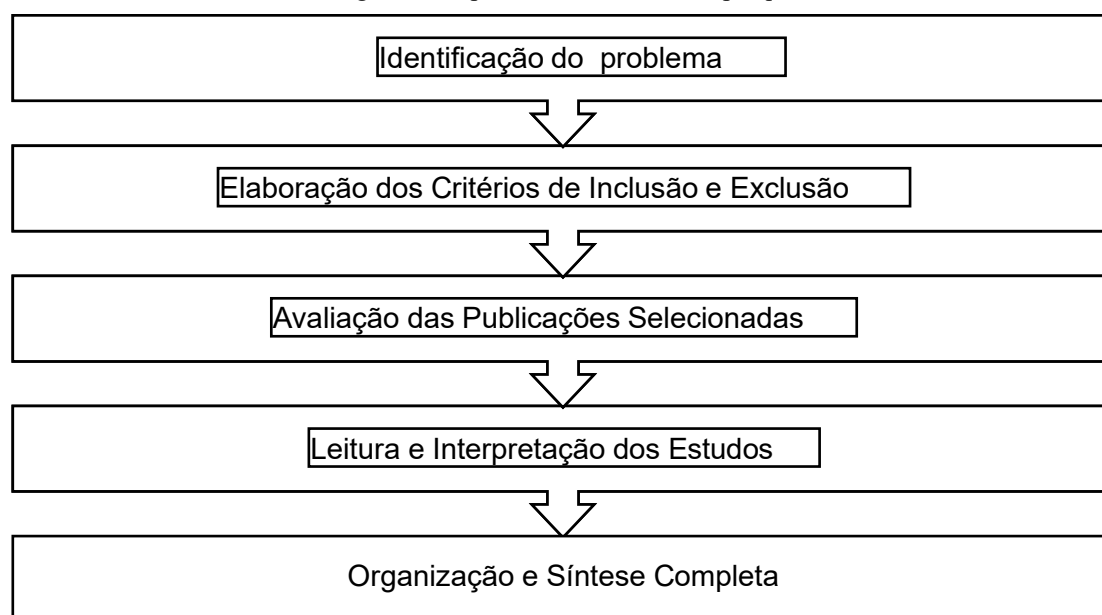 Identificação do problema
Elaboração dos Critérios de Inclusão e Exclusão
Avaliação das Publicações Selecionadas
Leitura e Interpretação dos Estudos
Organização e Síntese Completa